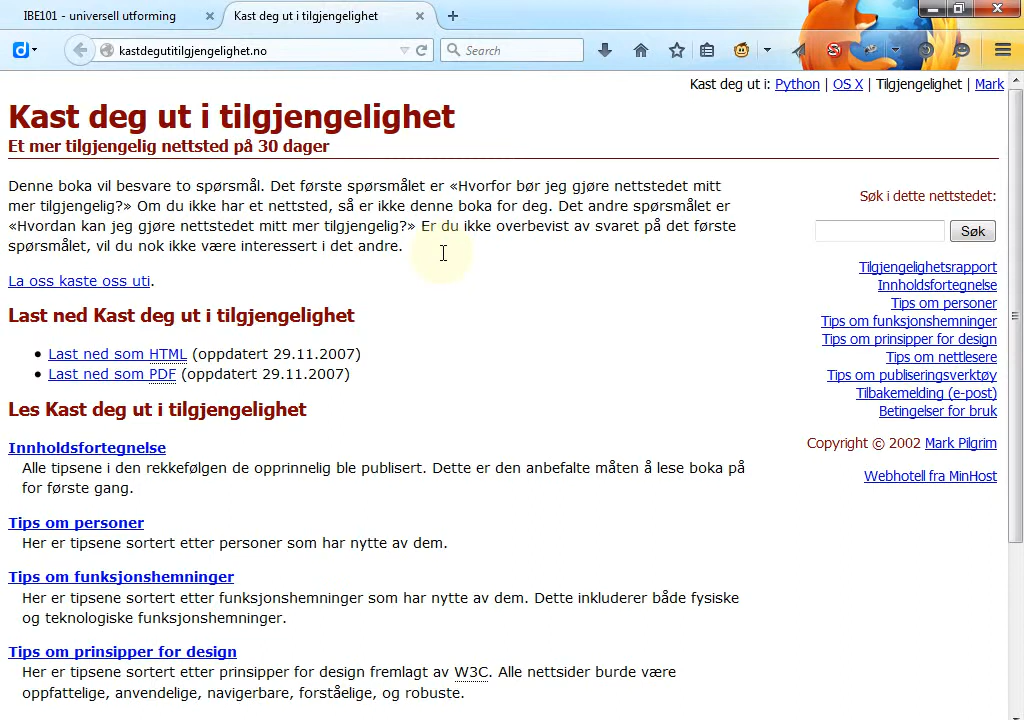 IBE101 - universell utforming
Kast deg ut i tilgjengelighet
kastdegutitilgjengelighet.no
Search
Kast deg ut i: Python | OS X | Tilgjengelighet | Mark
Kast deg ut i tilgjengelighet
Et mer tilgjengelig nettsted på 30 dager
Denne boka vil besvare to spørsmål. Det første spørsmålet er «Hvorfor bør jeg gjøre nettstedet mitt
mer tilgjengelig?» Om du ikke har et nettsted, så er ikke denne boka for deg. Det andre spørsmålet er
«Hvordan kan jeg gjøre nettstedet mitt mer tilgjengelig?» Er du ikke overbevist av svaret på det første
spørsmålet, vil du nok ikke være interessert i det andre.
La oss kaste oss uti.
Last ned Kast deg ut i tilgjengelighet
• Last ned som HTML (oppdatert 29.11.2007)
• Last ned som PDF (oppdatert 29.11.2007)
Les Kast deg ut i tilgjengelighet
Innholdsfortegnelse
Alle tipsene i den rekkefølgen de opprinnelig ble publisert. Dette er den anbefalte måten å lese boka på
for første gang.
Tips om personer
Her er tipsene sortert etter personer som har nytte av dem.
Tips om funksjonshemninger
Her er tipsene sortert etter funksjonshemninger som har nytte av dem. Dette inkluderer både fysiske
og teknologiske funksjonshemninger.
Tips om prinsipper for design
Her er tipsene sortert etter prinsipper for design fremlagt av W3C. Alle nettsider burde være
oppfattelige, anvendelige, navigerbare, forståelige, og robuste.
Søk i dette nettstedet:
Søk
Tilgjengelighetsrapport
Innholdsfortegnelse
Tips om personer
Tips om funksjonshemninger
Tips om prinsipper for design
Tips om nettlesere
Tips om publiseringsverktøy
Tilbakemelding (e-post)
Betingelser for bruk
Copyright © 2002 Mark Pilgrim
Webhotell fra MinHost